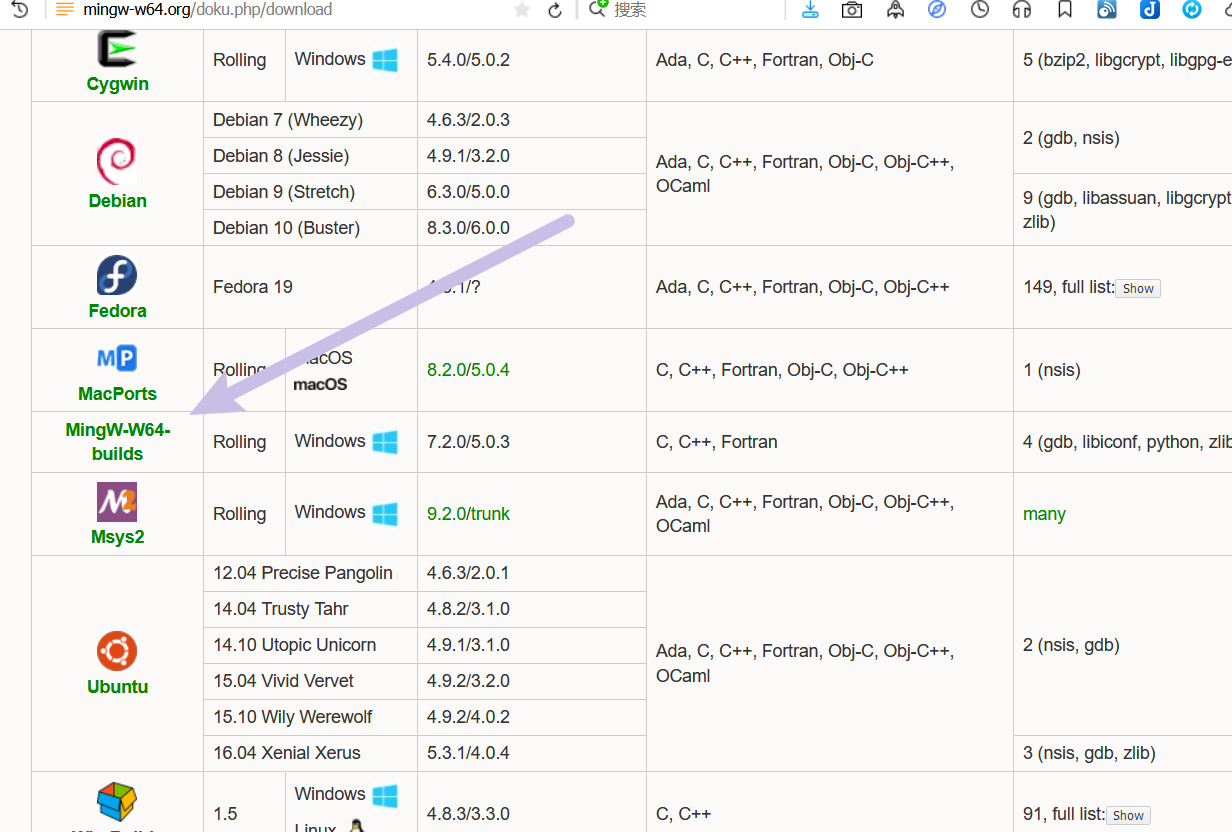 mingw-w64.org/doku.php/download
搜索
Cygwin
Rolling
Windows
5.4.0/5.0.2
Ada, C, C++, Fortran, Obj-C
5 (bzip2, libgcrypt, libgpg-e
Debian
Debian 7 (Wheezy)
4.6.3/2.0.3
Debian 8 (Jessie)
4.9.1/3.2.0
Debian 9 (Stretch)
6.3.0/5.0.0
Debian 10 (Buster)
8.3.0/6.0.0
Ada, C, C++, Fortran, Obj-C, Obj-C++,
OCaml
2 (gdb, nsis)
9 (gdb, libassuan, libgcrypt
zlib)
Fedora
Fedora 19
Ada, C, C++, Fortran, Obj-C, Obj-C++
149, full list:
Show
MP
MacPorts
Rolling
macOS
8.2.0/5.0.4
C, C++, Fortran, Obj-C, Obj-C++
1 (nsis)
MingW-W64-
builds
Rolling
Windows
7.2.0/5.0.3
C, C++, Fortran
4 (gdb, libiconf, python, zlib
M2
Msys2
Rolling
Windows
9.2.0/trunk
Ada, C, C++, Fortran, Obj-C, Obj-C++,
OCaml
many
Ubuntu
12.04 Precise Pangolin
4.6.3/2.0.1
14.04 Trusty Tahr
4.8.2/3.1.0
14.10 Utopic Unicorn
4.9.1/3.1.0
15.04 Vivid Vervet
4.9.2/3.2.0
15.10 Wily Werewolf
4.9.2/4.0.2
16.04 Xenial Xerus
5.3.1/4.0.4
Ada, C, C++, Fortran, Obj-C, Obj-C++,
OCaml
2 (nsis, gdb)
3 (nsis, gdb, zlib)
1.5
Windows
Linux
4.8.3/3.3.0
C, C++
91, full list:
Show